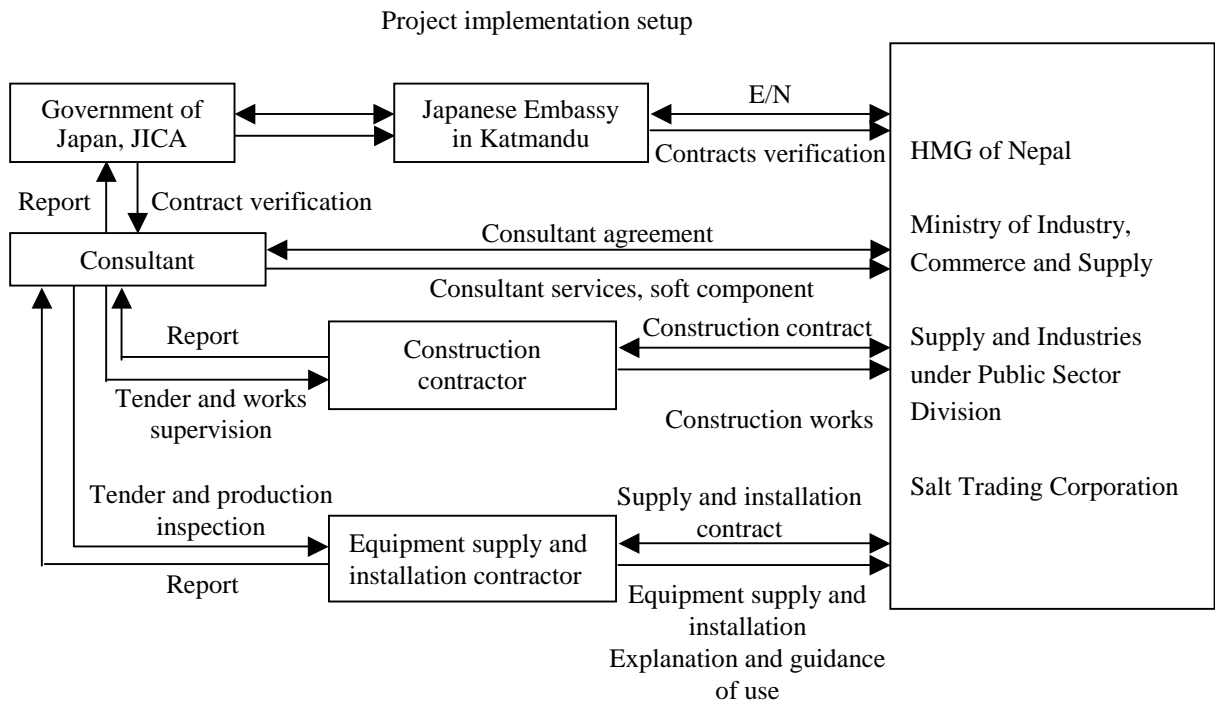 Project implementation setup
Government of
Japan, JICA
Japanese Embassy
in Katmandu
E/N
Contracts verification
HMG of Nepal
Ministry of Industry,
Commerce and Supply
Supply and Industries
under Public Sector
Division
Salt Trading Corporation
Report
Contract verification
Consultant
Consultant agreement
Consultant services, soft component
Report
Construction
contractor
Construction contract
Tender and works
supervision
Construction works
Tender and production
inspection
Supply and installation
contract
Equipment supply and
installation contractor
Report
Equipment supply and
installation
Explanation and guidance
of use